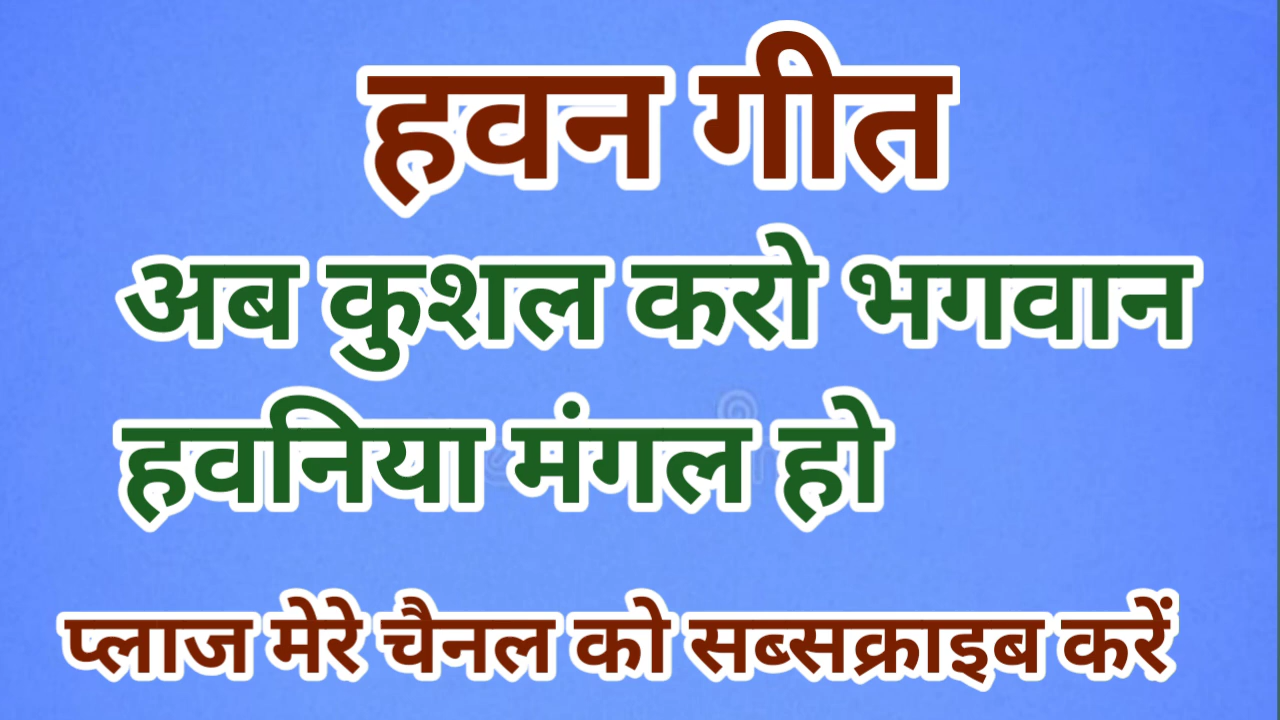 हवन गीत
अब कुशल करो भगवान
हवनिया मंगल हो
प्लाज मेरे चैनल को सब्सक्राइब करें